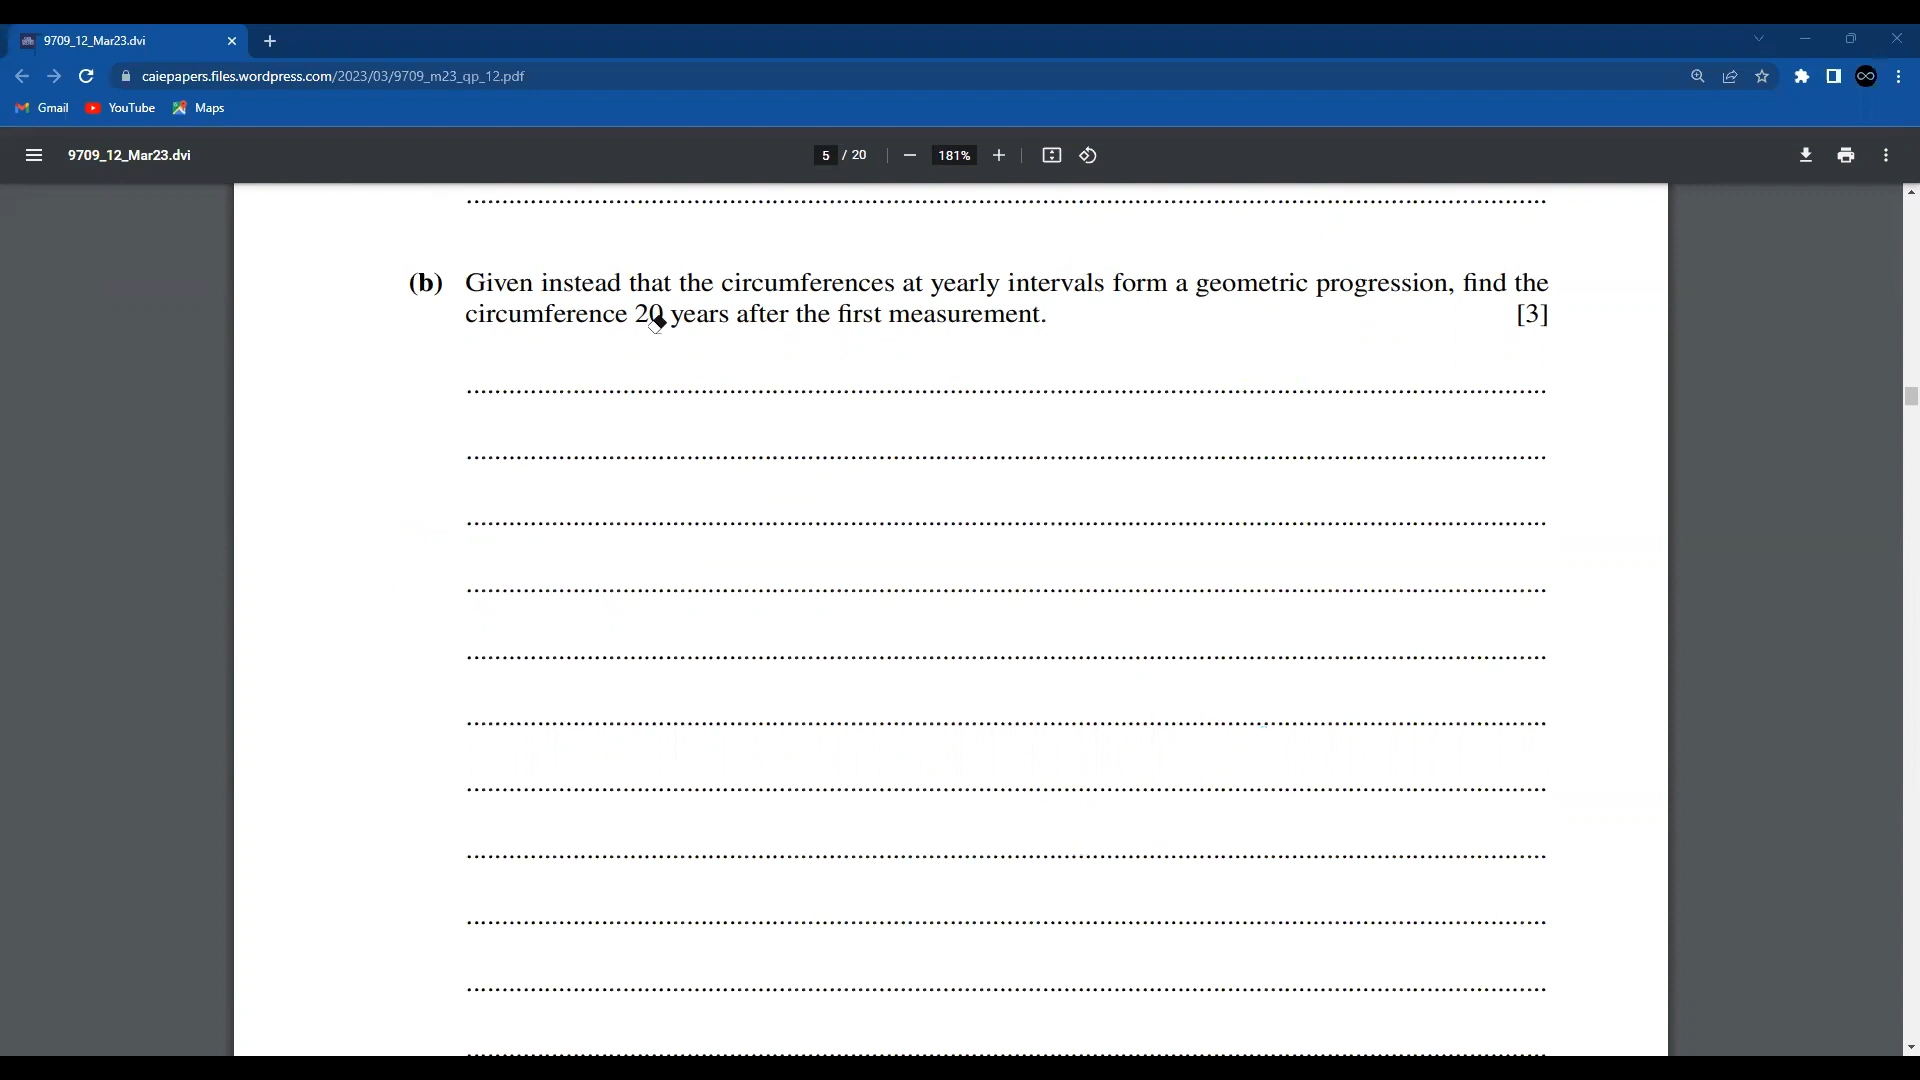 9709_12_Mar23.dvi
caiepapers.files.wordpress.com/2023/03/9709_m23_qp_12.pdf
Gmail YouTube Maps
9709_12_Mar23.dvi 5 / 20 181%
(b) Given instead that the circumferences at yearly intervals form a geometric progression, find the
circumference 20 years after the first measurement. [3]